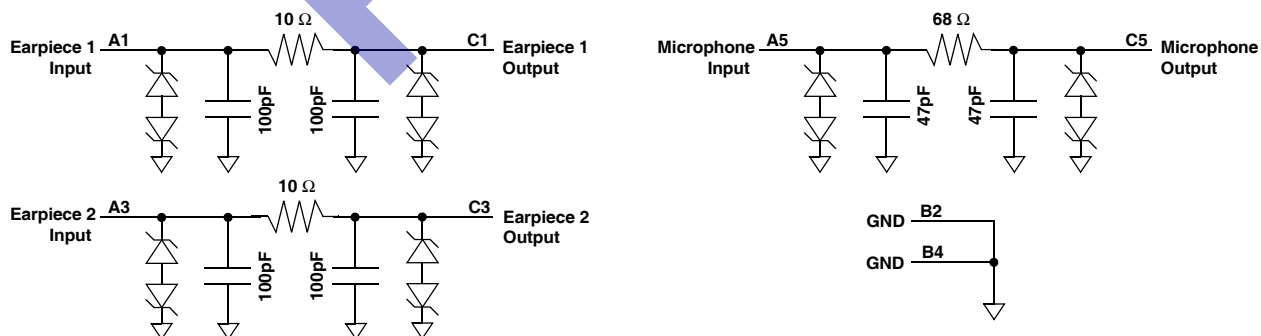 10 Ω
Earpiece 1 A1
Input
C1 Earpiece 1
Output
100pF
100pF
68 Ω
Microphone A5
Input
C5 Microphone
Output
47pF
47pF
10 Ω
Earpiece 2 A3
Input
C3 Earpiece 2
Output
100pF
100pF
GND B2
GND B4